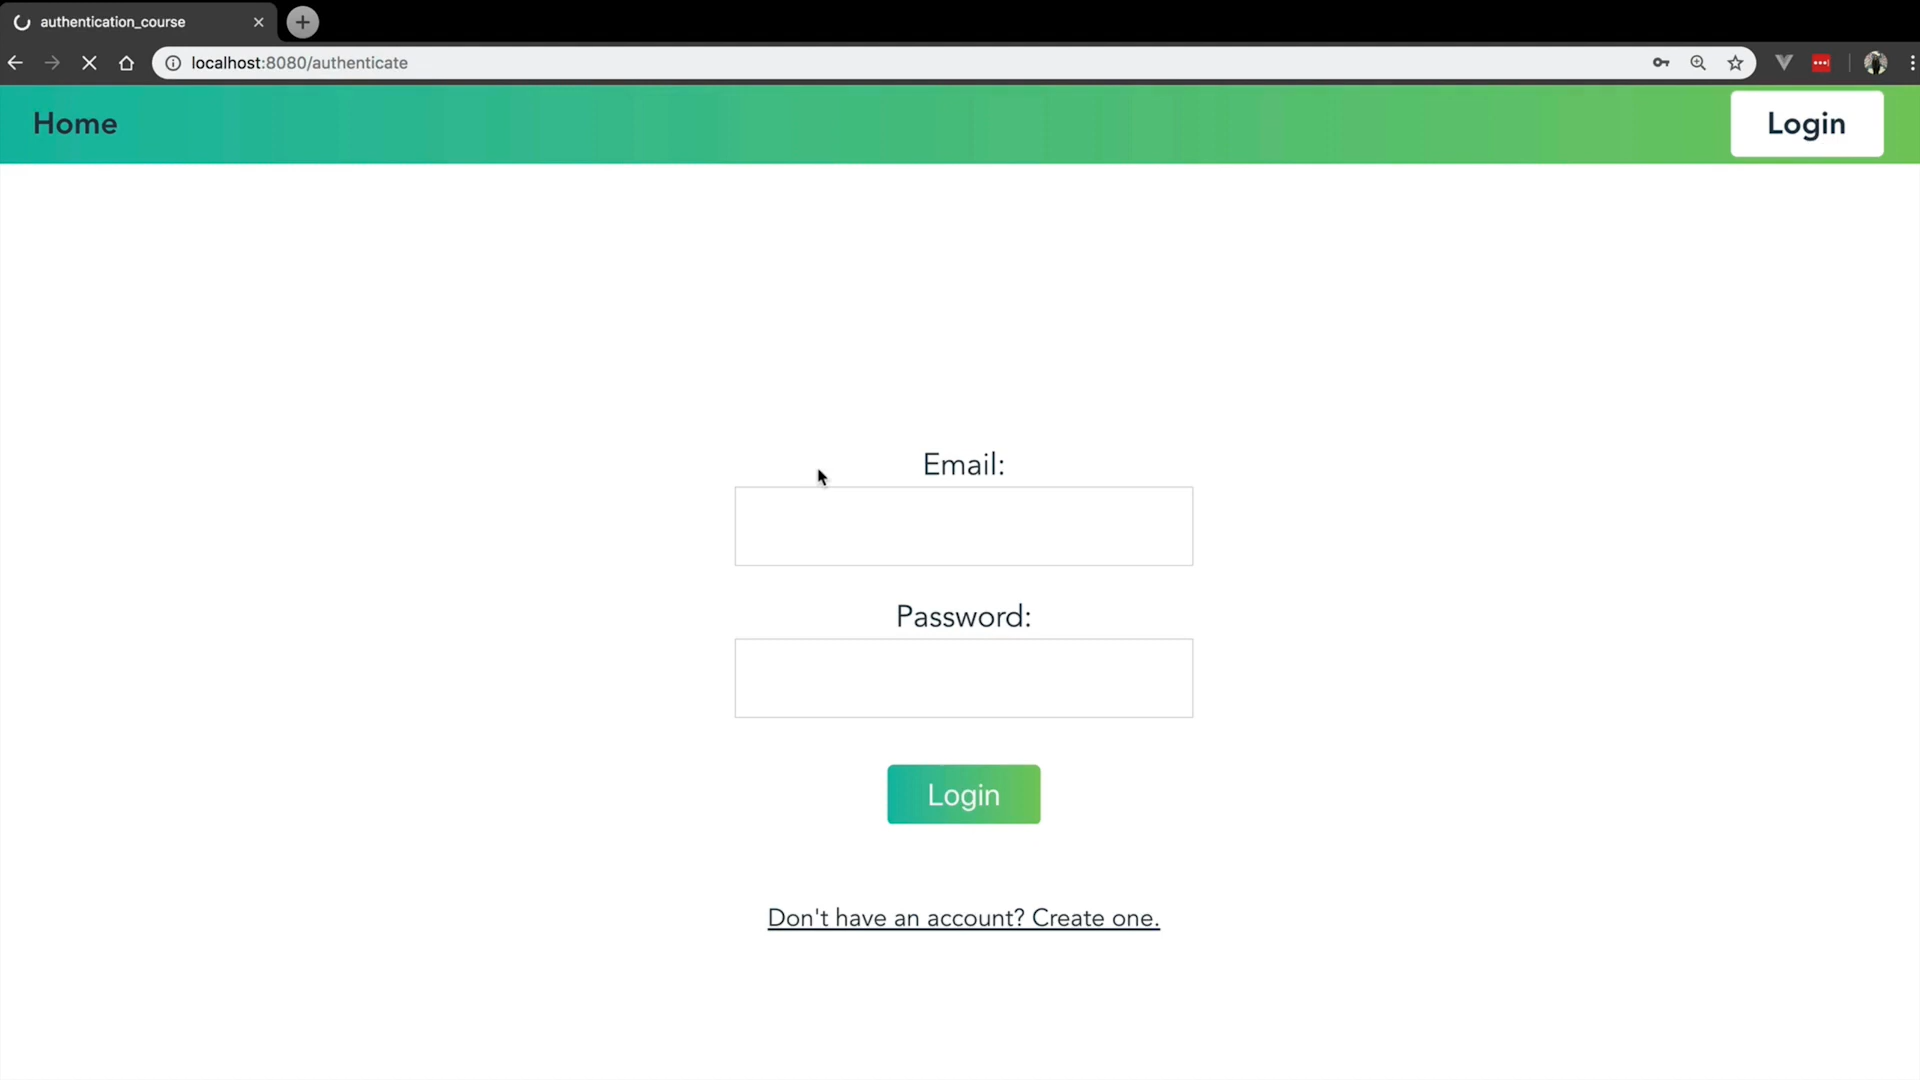 authentication_course
localhost:8080/authenticate
Home
Login
Email:
Password:
Login
Don't have an account? Create one.